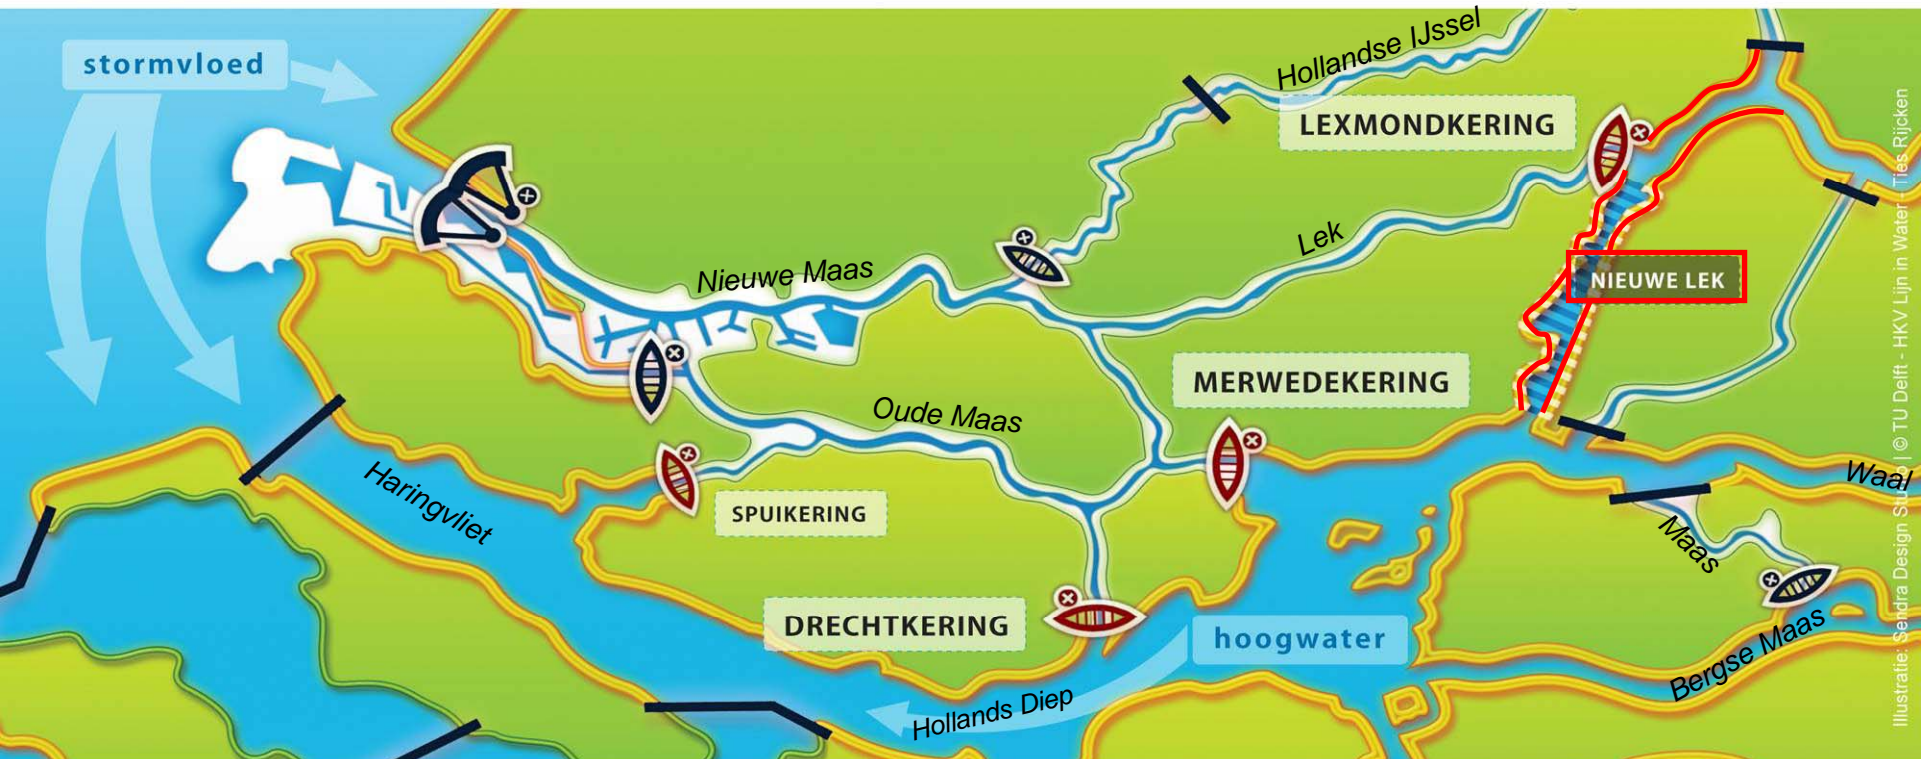 stormvloed
Hollandse IJssel
LEXMONDKERING
Lek
NIEUWE LEK
Nieuwe Maas
MERWEDEKERING
Oude Maas
Haringvliet
SPUIKERING
Waal
Maas
DRECHTKERING
hoogwater
Bergse Maas
Hollands Diep
Illustratie: Sendra Design Studio | © TU Delft - HKV Lijn in Water - Ties Rijcken